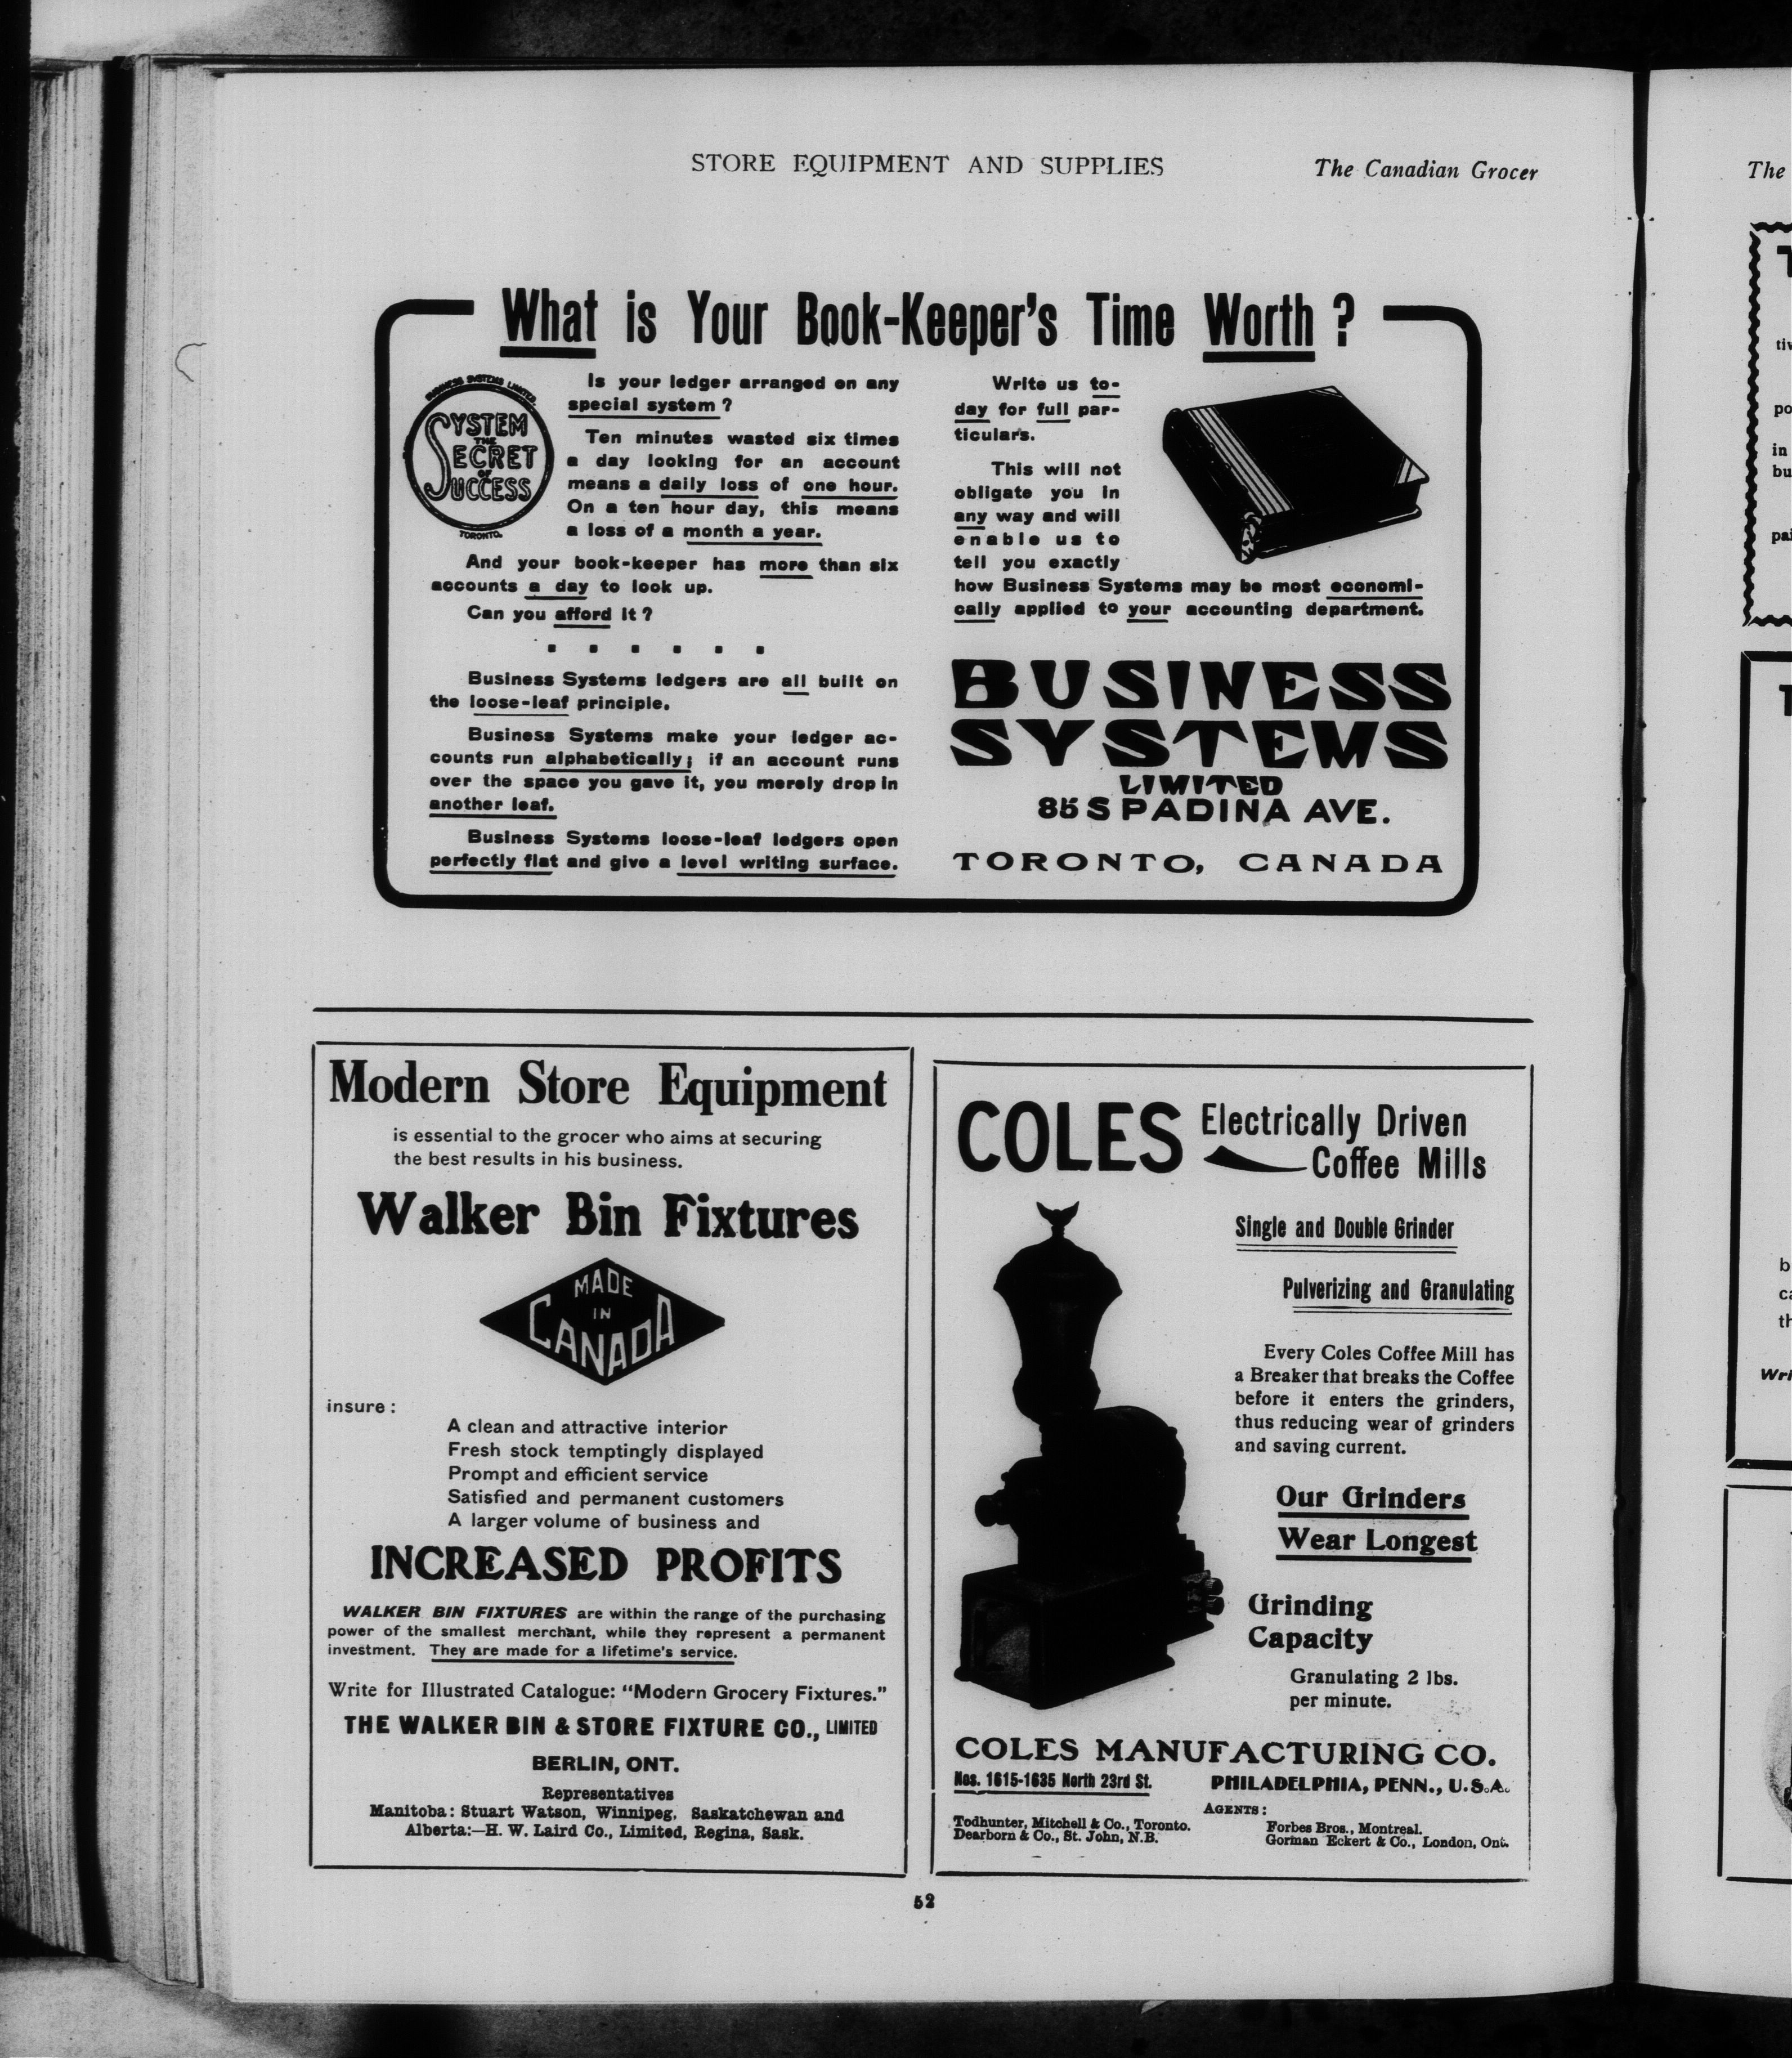 STORE EQUIPMENT AND SUPPLIES
The Canadian Grocer
What is Your Book-Keeper's Time Worth?
BUSINESS SYSTEMS LIMITED.
SYSTEM
THE
SECRET
OF
SUCCESS
TORONTO.
Is your ledger arranged on any
special system?
Ten minutes wasted six times
a day looking for an account
means a daily loss of one hour.
On a ten hour day, this means
a loss of a month a year.
And your book-keeper has more than six
accounts a day to look up.
Can you afford it?
Business Systems ledgers are all built on
the loose-leaf principle.
Business Systems make your ledger ac-
counts run alphabetically; if an account runs
over the space you gave it, you merely drop in
another leaf.
Business Systems loose-leaf ledgers open
perfectly flat and give a level writing surface.
Write us to-
day for full par-
ticulars.
This will not
obligate you in
any way and will
enable us to
tell you exactly
how Business Systems may be most economi-
cally applied to your accounting department.
BUSINESS
SYSTEMS
LIMITED
85 SPADINA AVE.
TORONTO, CANADA
Modern Store Equipment
is essential to the grocer who aims at securing
the best results in his business.
Walker Bin Fixtures
MADE
IN
CANADA
insure:
A clean and attractive interior
Fresh stock temptingly displayed
Prompt and efficient service
Satisfied and permanent customers
A larger volume of business and
INCREASED PROFITS
WALKER BIN FIXTURES are within the range of the purchasing
power of the smallest merchant, while they represent a permanent
investment. They are made for a lifetime's service.
Write for Illustrated Catalogue: "Modern Grocery Fixtures."
THE WALKER BIN & STORE FIXTURE CO., LIMITED
BERLIN, ONT.
Representatives
Manitoba: Stuart Watson, Winnipeg. Saskatchewan and
Alberta:—H. W. Laird Co., Limited, Regina, Sask.
COLES Electrically Driven
Coffee Mills
Single and Double Grinder
Pulverizing and Granulating
Every Coles Coffee Mill has
a Breaker that breaks the Coffee
before it enters the grinders,
thus reducing wear of grinders
and saving current.
Our Grinders
Wear Longest
Grinding
Capacity
Granulating 2 lbs.
per minute.
COLES MANUFACTURING CO.
Nos. 1615-1635 North 23rd St. PHILADELPHIA, PENN., U.S.A.
AGENTS:
Todhunter, Mitchell & Co., Toronto.
Dearborn & Co., St. John, N.B.
Forbes Bros., Montreal.
Gorman Eckert & Co., London, Ont.
52
The